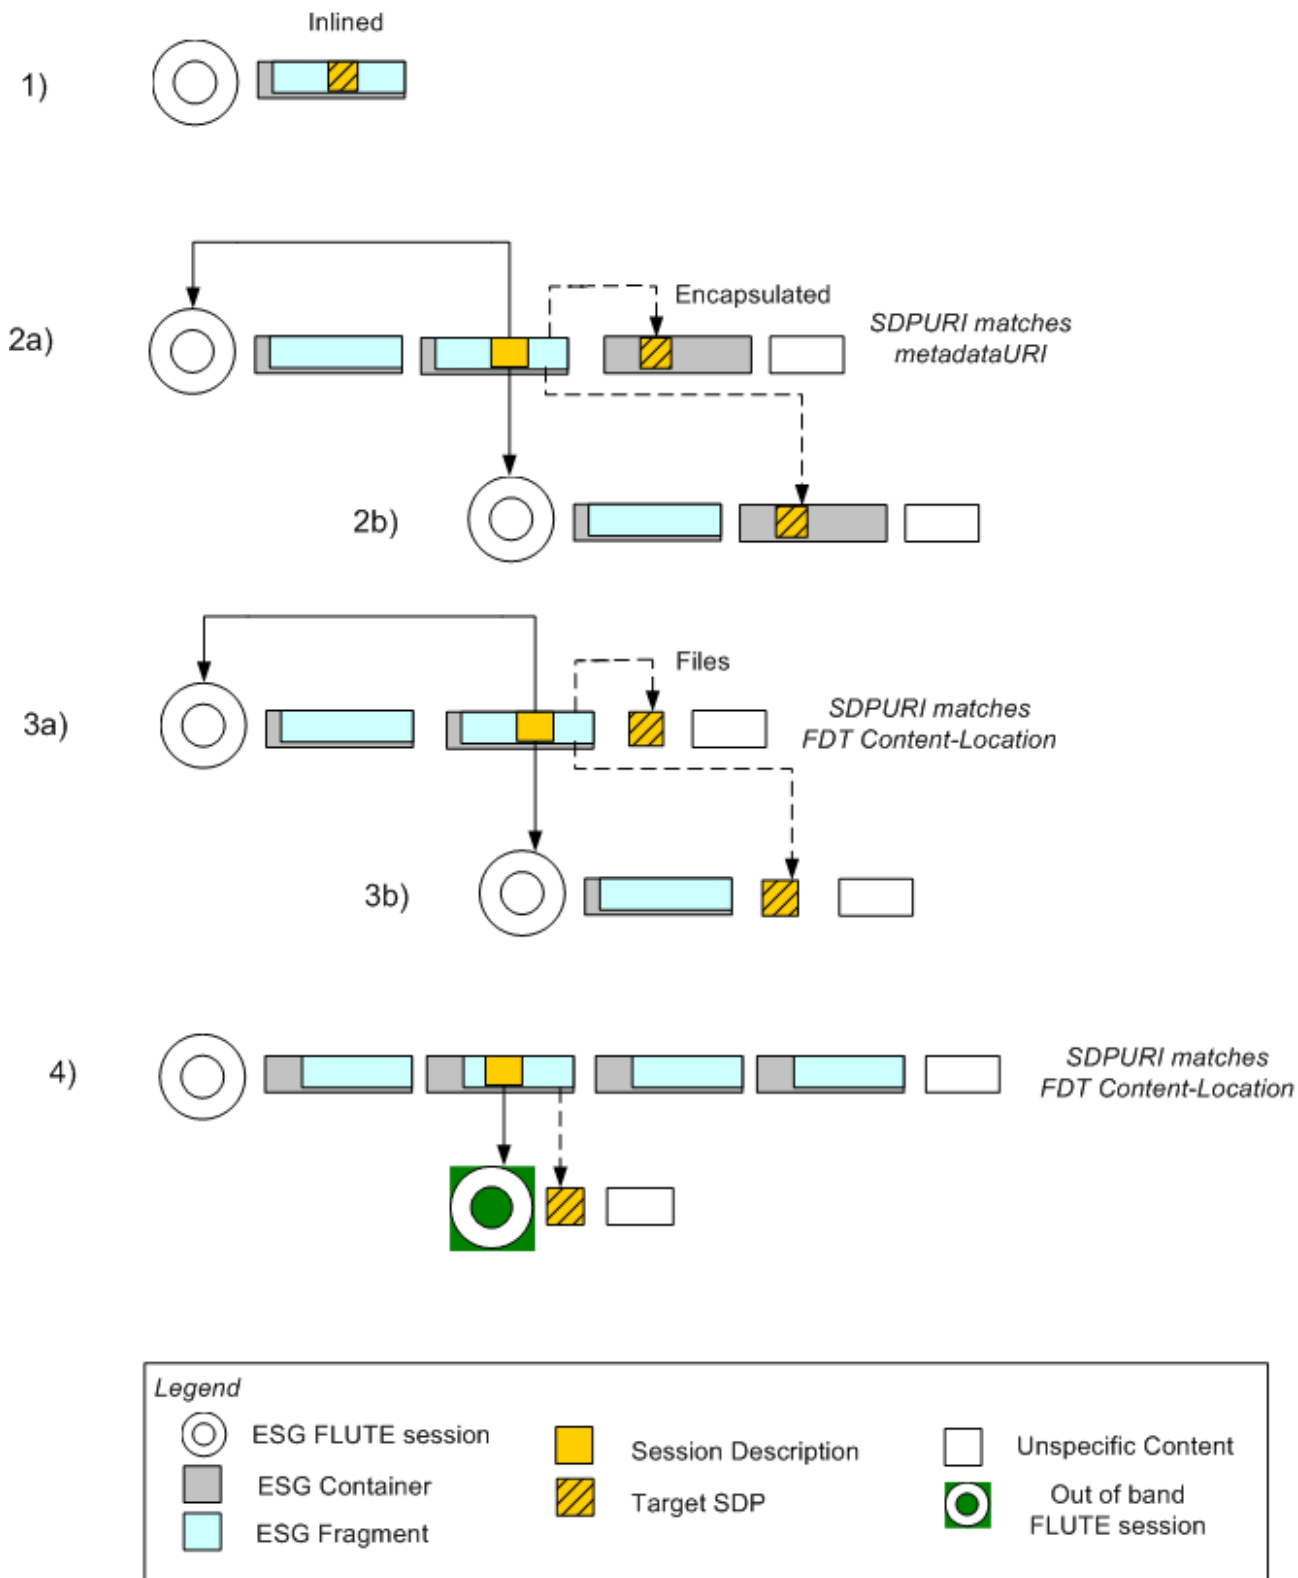 Inlined
1)
Encapsulated
2a)
SDPURI matches
metadataURI
2b)
Files
3a)
SDPURI matches
FDT Content-Location
3b)
4)
SDPURI matches
FDT Content-Location
Legend
ESG FLUTE session
ESG Container
ESG Fragment
Session Description
Target SDP
Unspecific Content
Out of band
FLUTE session